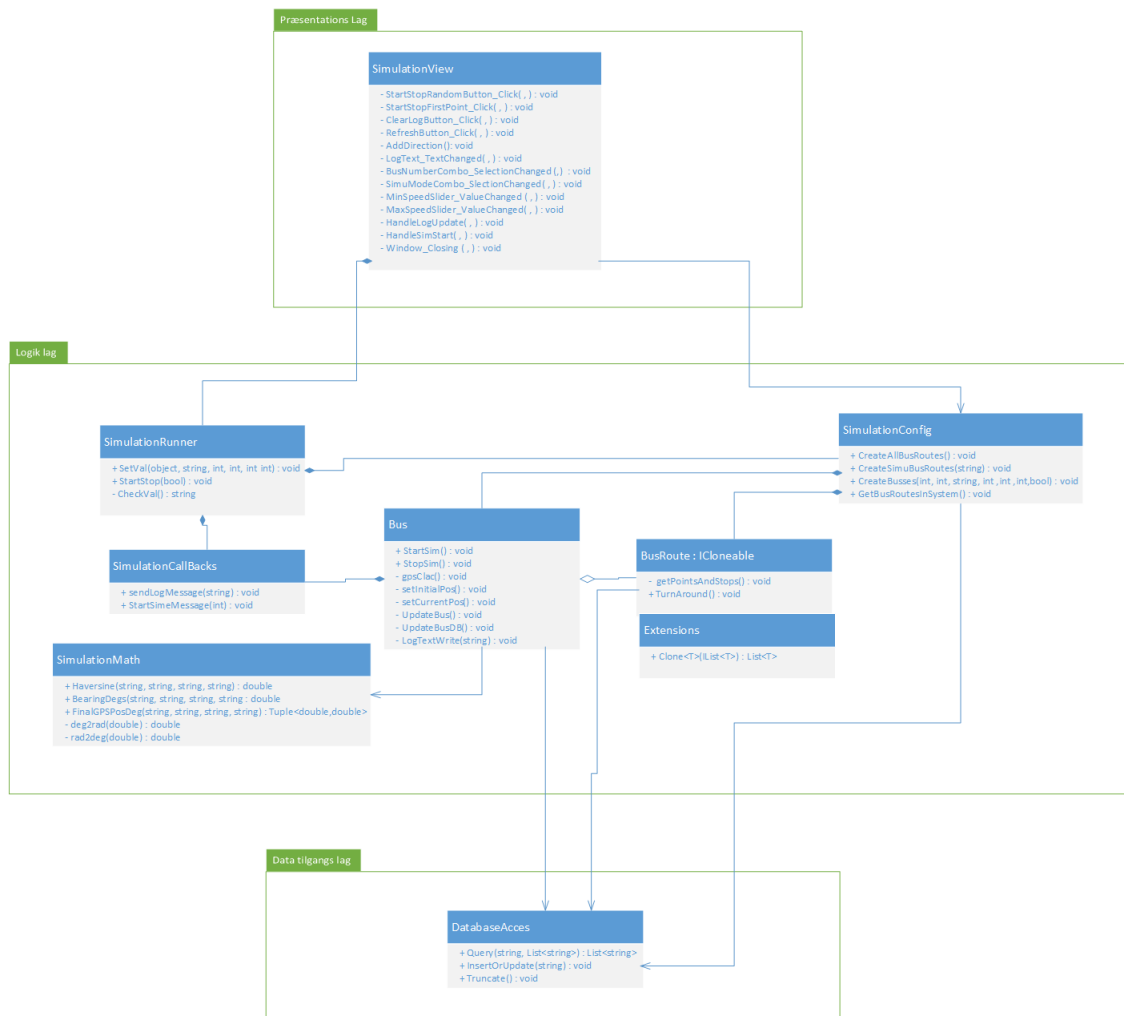 Præsentations Lag
SimulationView
- StartStopRandomButton_Click( , ) : void
- StartStopFirstPoint_Click( , ) : void
- ClearLogButton_Click( , ) : void
- RefreshButton_Click( , ) : void
- AddDirection(): void
- LogText_TextChanged( , ) : void
- BusNumberCombo_SelectionChanged (,) : void
- SimuModeCombo_SlectionChanged( , ) : void
- MinSpeedSlider_ValueChanged ( , ) : void
- MaxSpeedSlider_ValueChanged( , ) : void
- HandleLogUpdate( , ) : void
- HandleSimStart( , ) : void
- Window_Closing ( , ) : void
Logik lag
SimulationRunner
+ SetVal(object, string, int, int, int int) : void
+ StartStop(bool) : void
- CheckVal() : string
SimulationConfig
+ CreateAllBusRoutes() : void
+ CreateSimuBusRoutes(string) : void
+ CreateBusses(int, int, string, int ,int ,int,bool) : void
+ GetBusRoutesInSystem() : void
SimulationCallBacks
+ sendLogMessage(string) : void
+ StartSimeMessage(int) : void
Bus
+ StartSim() : void
+ StopSim() : void
- gpsClac() : void
- setInitialPos() : void
- setCurrentPos() : void
- UpdateBus() : void
- UpdateBusDB() : void
- LogTextWrite(string) : void
BusRoute : ICloneable
- getPointsAndStops() : void
+ TurnAround() : void
Extensions
+ Clone<T>(IList<T>) : List<T>
SimulationMath
+ Haversine(string, string, string, string) : double
+ BearingDegs(string, string, string, string : double
+ FinalGPSPosDeg(string, string, string, string) : Tuple<double,double>
- deg2rad(double) : double
- rad2deg(double) : double
Data tilgangs lag
DatabaseAcces
+ Query(string, List<string>) : List<string>
+ InsertOrUpdate(string) : void
+ Truncate() : void